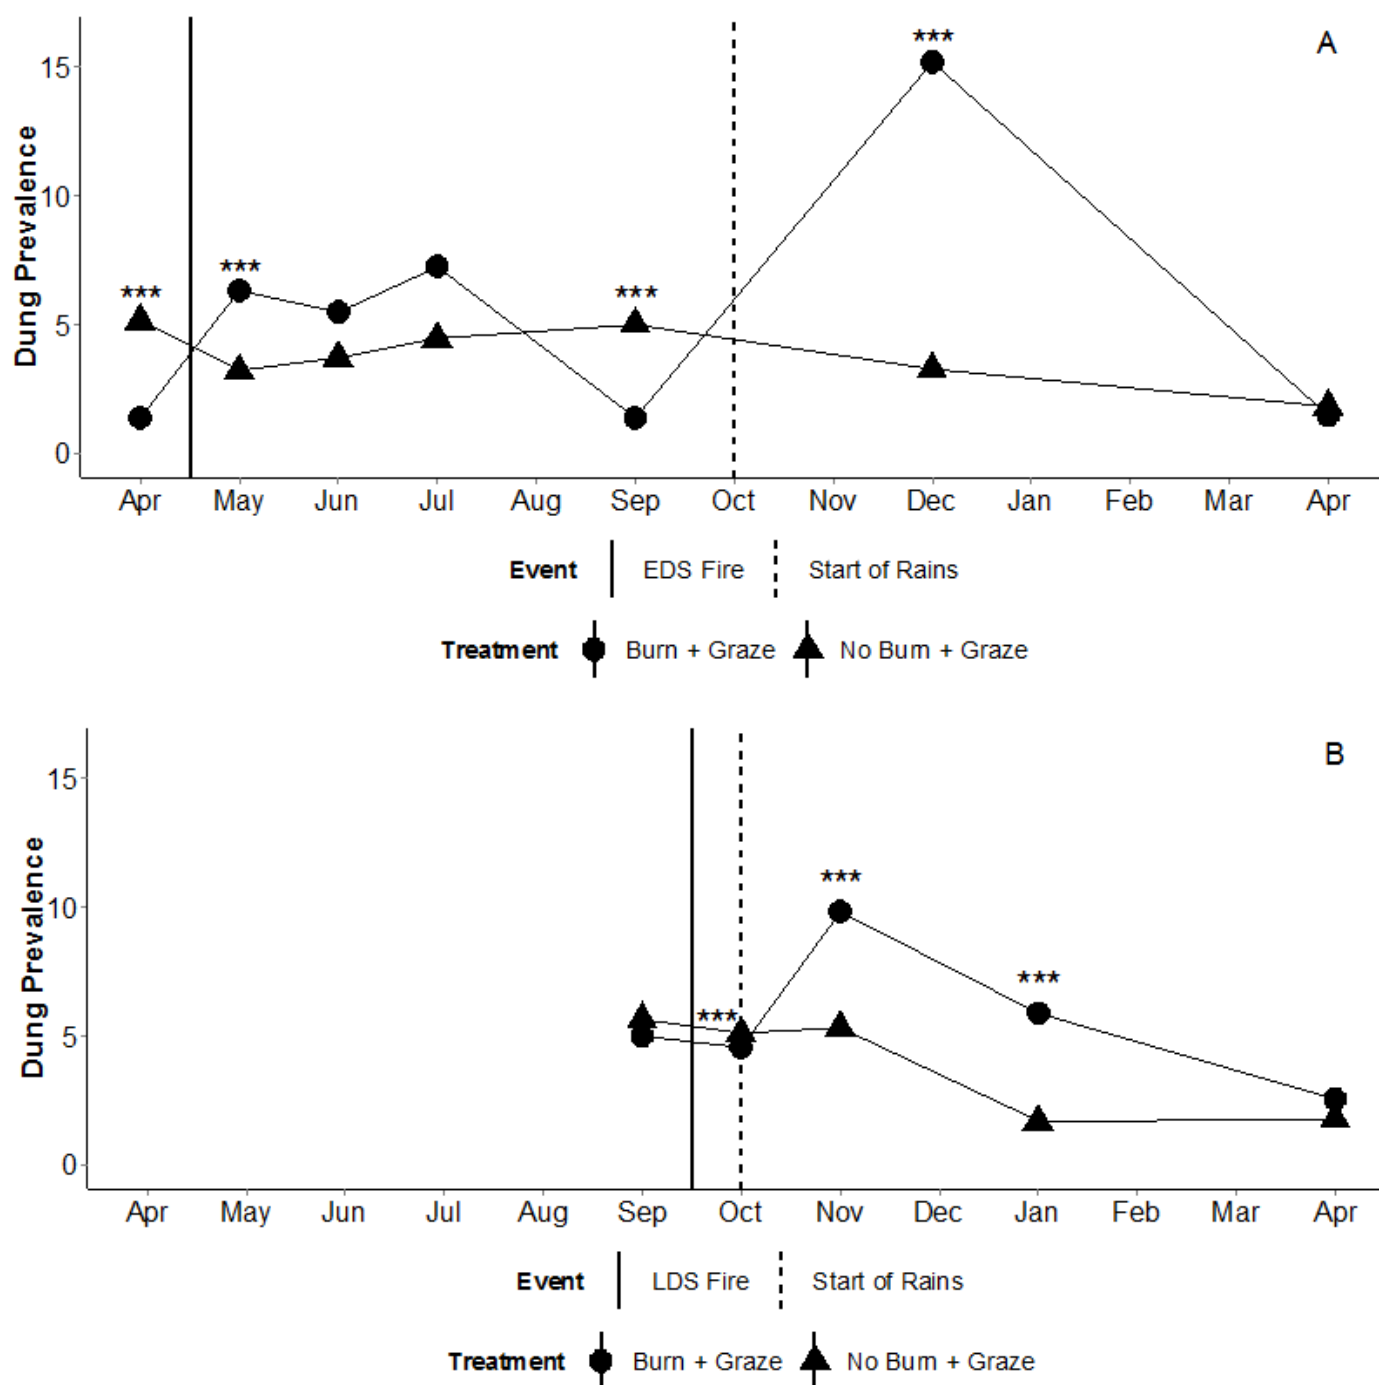 A
***
15
10
*** *** ***
5
0
Dung Prevalence
Apr May Jun Jul Aug Sep Oct Nov Dec Jan Feb Mar Apr
Event EDS Fire Start of Rains
Treatment Burn + Graze No Burn + Graze
B
15
***
10
***
***
5
0
Dung Prevalence
Apr May Jun Jul Aug Sep Oct Nov Dec Jan Feb Mar Apr
Event LDS Fire Start of Rains
Treatment Burn + Graze No Burn + Graze